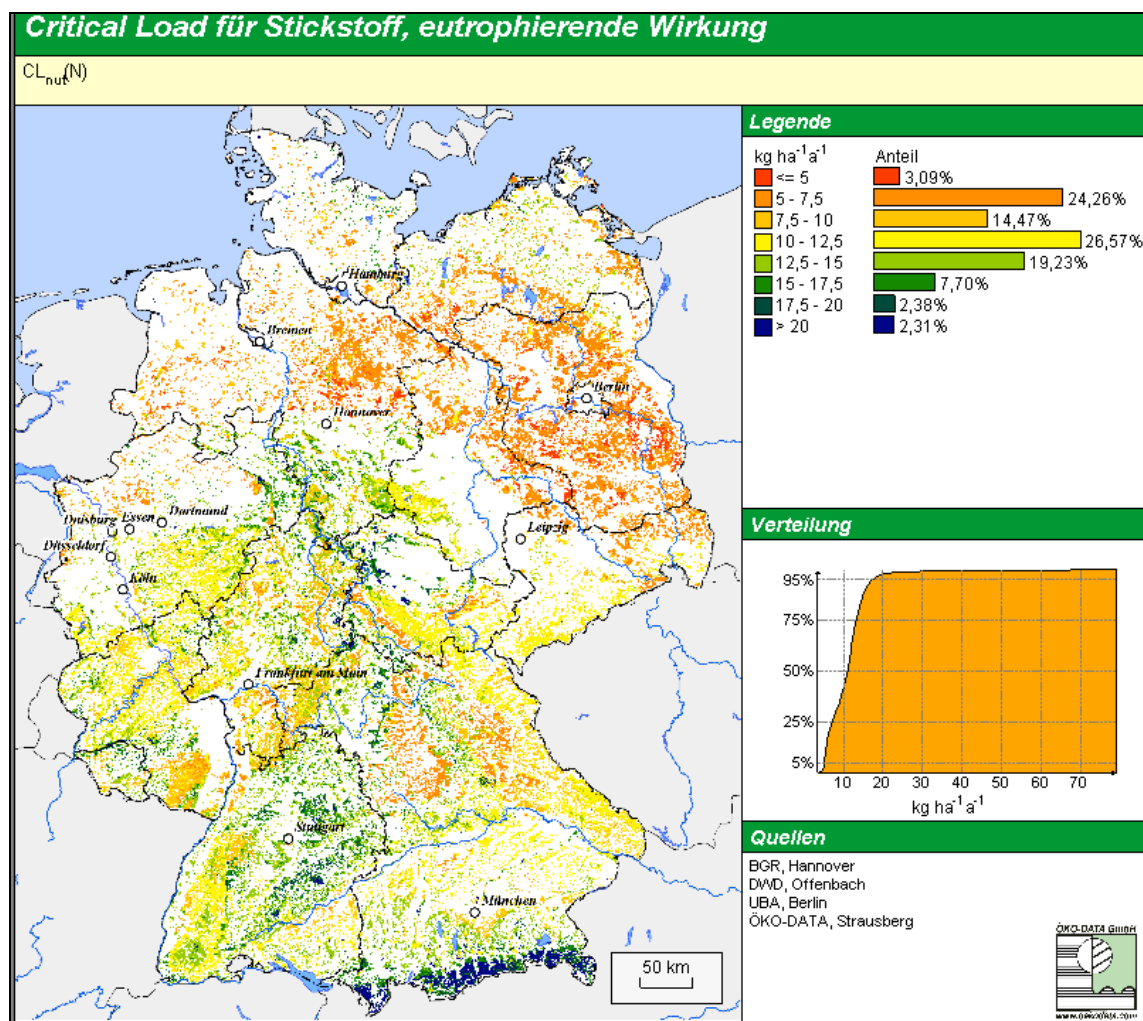 Critical Load für Stickstoff, eutrophierende Wirkung
CLnut(N)
Legende
kg ha-1a-1 Anteil
<= 5 3,09%
5 - 7,5 24,26%
7,5 - 10 14,47%
10 - 12,5 26,57%
12,5 - 15 19,23%
15 - 17,5 7,70%
17,5 - 20 2,38%
> 20 2,31%
Hamburg
Bremen
Berlin
Hannover
Dortmund
Essen
Duisburg
Düsseldorf
Leipzig
Köln
Frankfurt am Main
Stuttgart
München
50 km
Verteilung
95%
75%
50%
25%
5%
10 20 30 40 50 60 70
kg ha-1a-1
Quellen
BGR, Hannover
DWD, Offenbach
UBA, Berlin
ÖKO-DATA, Strausberg
ÖKO-DATA GmbH
www.oekodata.com